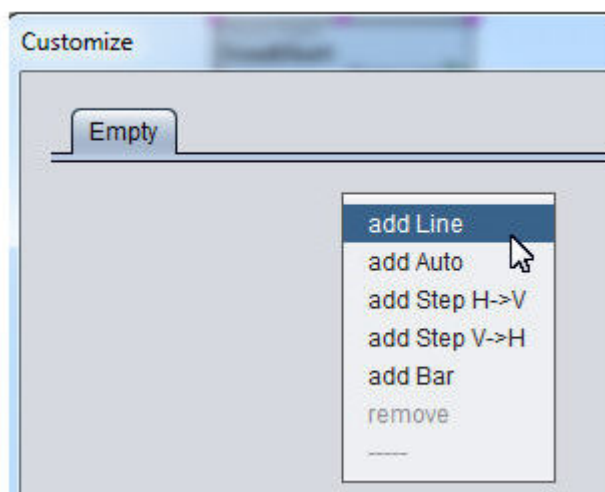 Customize
Empty
add Line
add Auto
add Step H->V
add Step V->H
add Bar
remove
-----